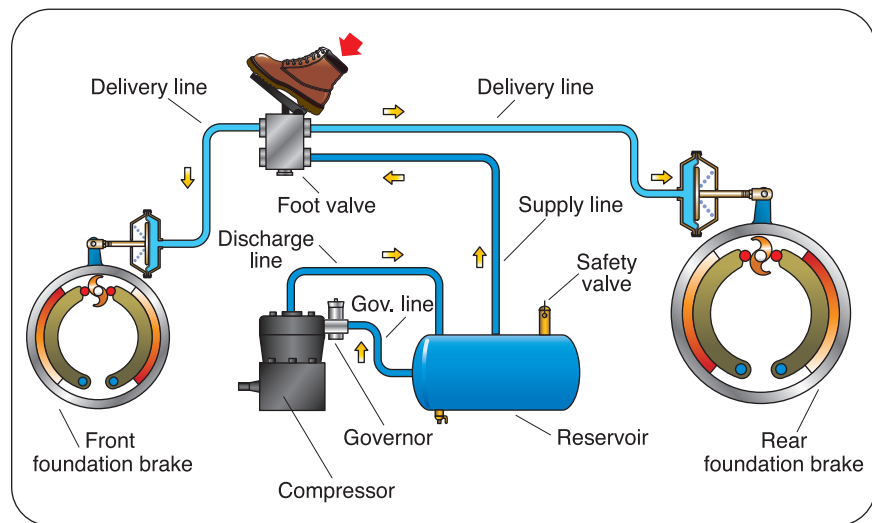 Delivery line
Delivery line
Foot valve
Supply line
Discharge
line
Safety
valve
Gov. line
Front
foundation brake
Governor
Reservoir
Rear
foundation brake
Compressor